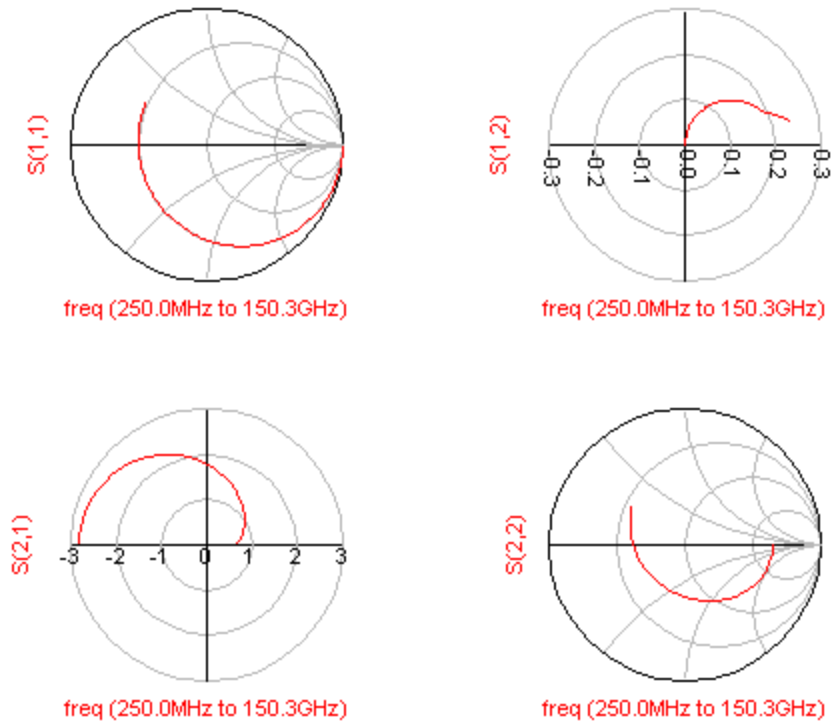 S(1,1)
freq (250.0MHz to 150.3GHz)
S(1,2)
-0.3 -0.2 -0.1 0.0 0.1 0.2 0.3
freq (250.0MHz to 150.3GHz)
S(2,1)
-3 -2 -1 0 1 2 3
freq (250.0MHz to 150.3GHz)
S(2,2)
freq (250.0MHz to 150.3GHz)